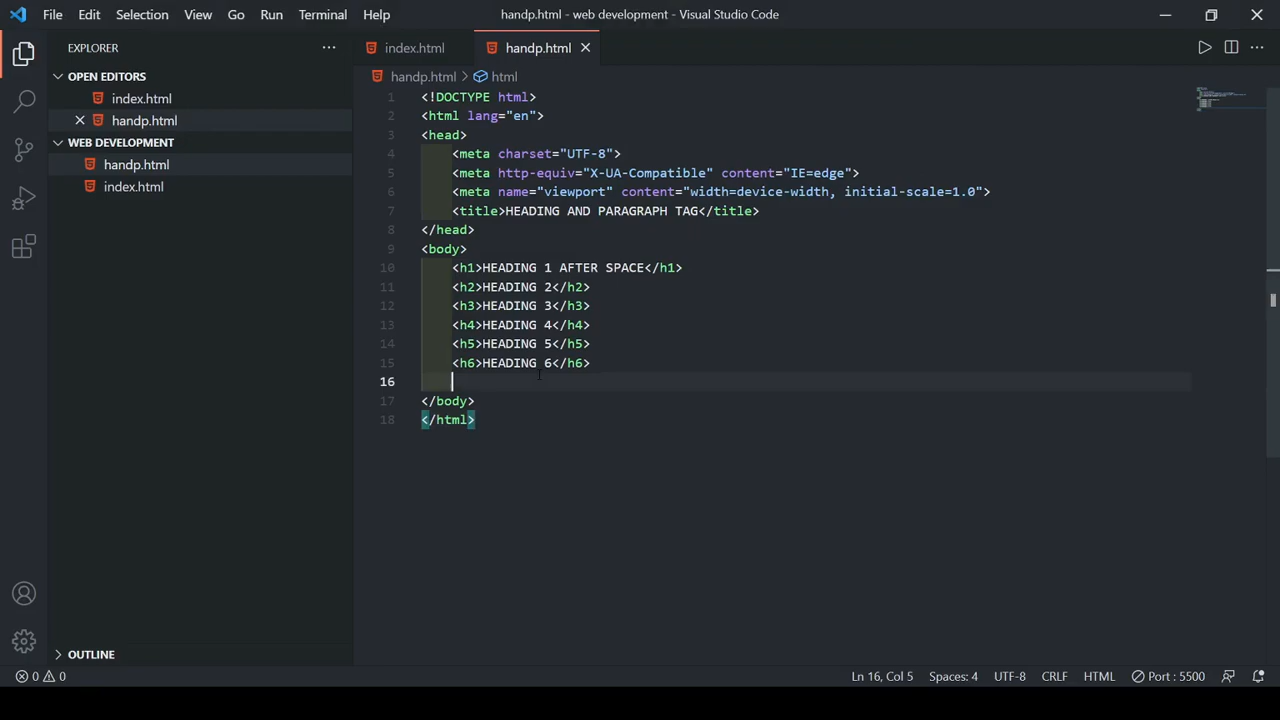 File Edit Selection View Go Run Terminal Help
handp.html - web development - Visual Studio Code
EXPLORER
OPEN EDITORS
index.html
handp.html
WEB DEVELOPMENT
handp.html
index.html
OUTLINE
index.html
handp.html
handp.html > html
1 <!DOCTYPE html>
2 <html lang="en">
3 <head>
4 <meta charset="UTF-8">
5 <meta http-equiv="X-UA-Compatible" content="IE=edge">
6 <meta name="viewport" content="width=device-width, initial-scale=1.0">
7 <title>HEADING AND PARAGRAPH TAG</title>
8 </head>
9 <body>
10 <h1>HEADING 1 AFTER SPACE</h1>
11 <h2>HEADING 2</h2>
12 <h3>HEADING 3</h3>
13 <h4>HEADING 4</h4>
14 <h5>HEADING 5</h5>
15 <h6>HEADING 6</h6>
16
17 </body>
18 </html>
0 0
Ln 16, Col 5 Spaces: 4 UTF-8 CRLF HTML Port : 5500